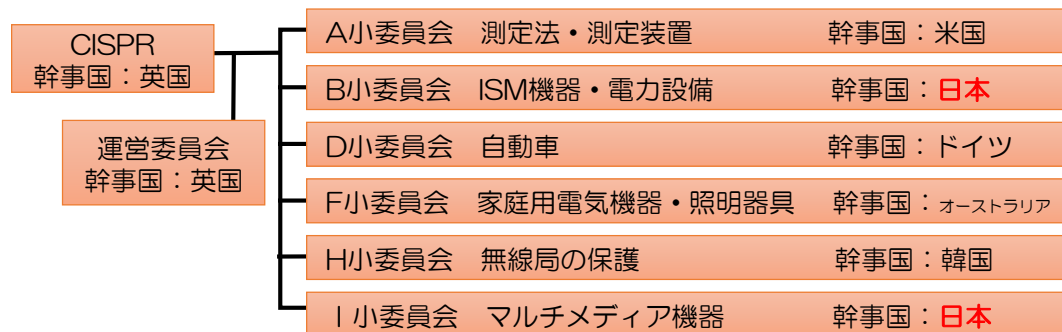 CISPR
幹事国：英国
運営委員会
幹事国：英国
A小委員会　測定法・測定装置　幹事国：米国
B小委員会　ISM機器・電力設備　幹事国：日本
D小委員会　自動車　幹事国：ドイツ
F小委員会　家庭用電気機器・照明器具　幹事国：オーストラリア
H小委員会　無線局の保護　幹事国：韓国
I小委員会　マルチメディア機器　幹事国：日本